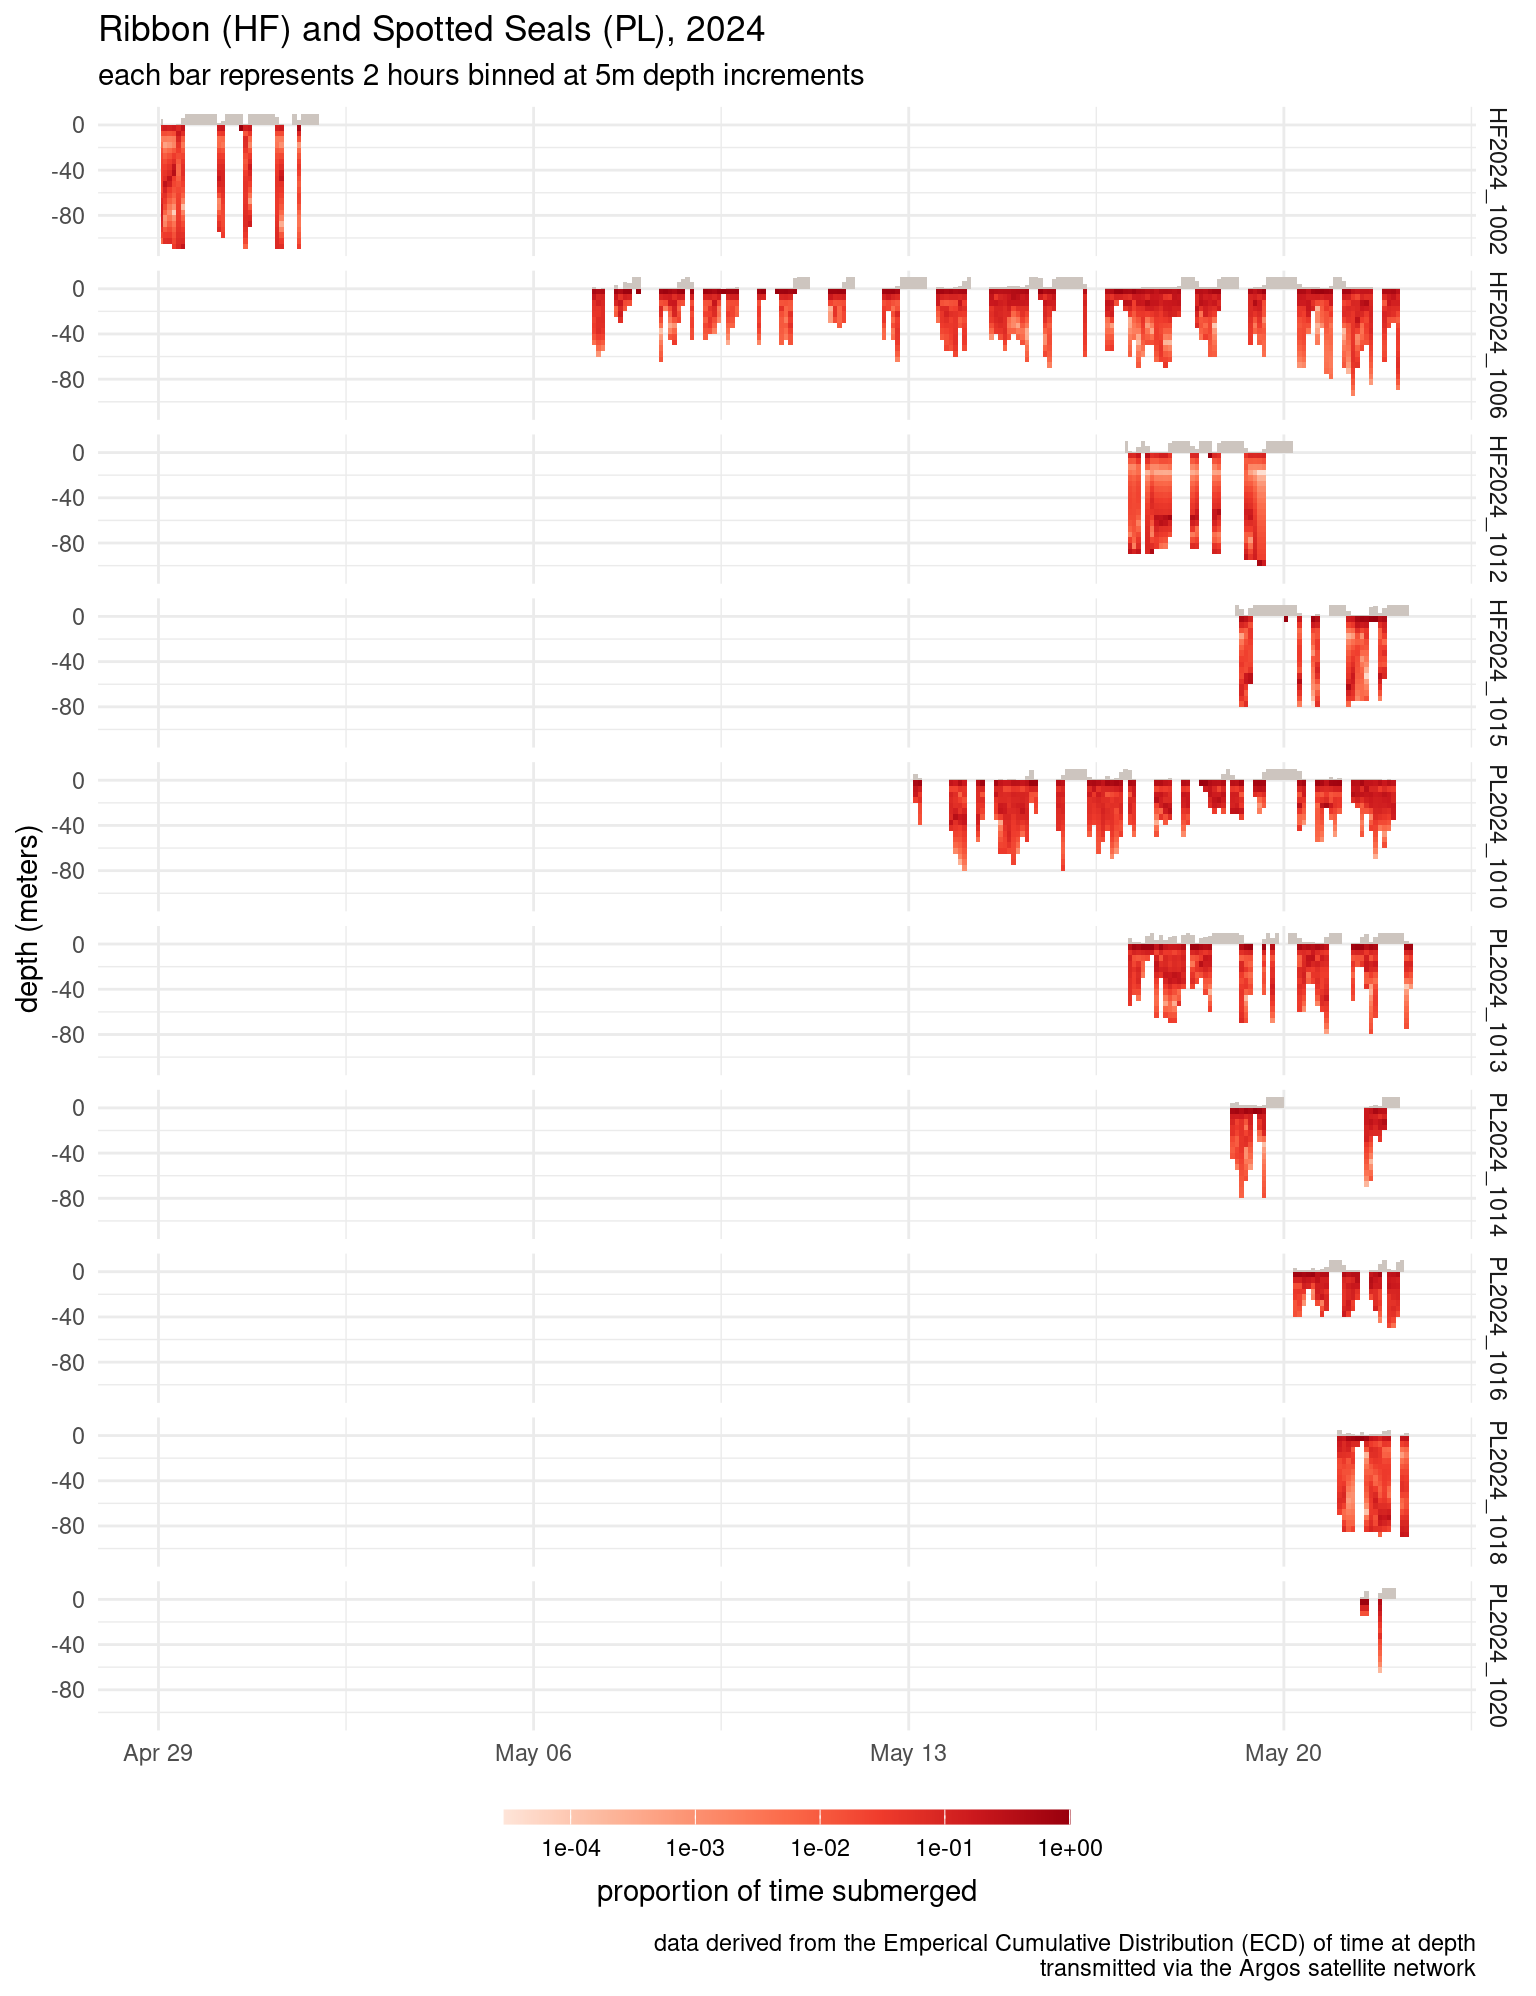 Ribbon (HF) and Spotted Seals (PL), 2024
each bar represents 2 hours binned at 5m depth increments
0
-40
-80
HF2024_1002
0
-40
-80
HF2024_1006
0
-40
-80
HF2024_1012
0
-40
-80
HF2024_1015
0
-40
-80
PL2024_1010
depth (meters)
0
-40
-80
PL2024_1013
0
-40
-80
PL2024_1014
0
-40
-80
PL2024_1016
0
-40
-80
PL2024_1018
0
-40
-80
PL2024_1020
Apr 29 May 06 May 13 May 20
1e-04 1e-03 1e-02 1e-01 1e+00
proportion of time submerged
data derived from the Emperical Cumulative Distribution (ECD) of time at depth
transmitted via the Argos satellite network